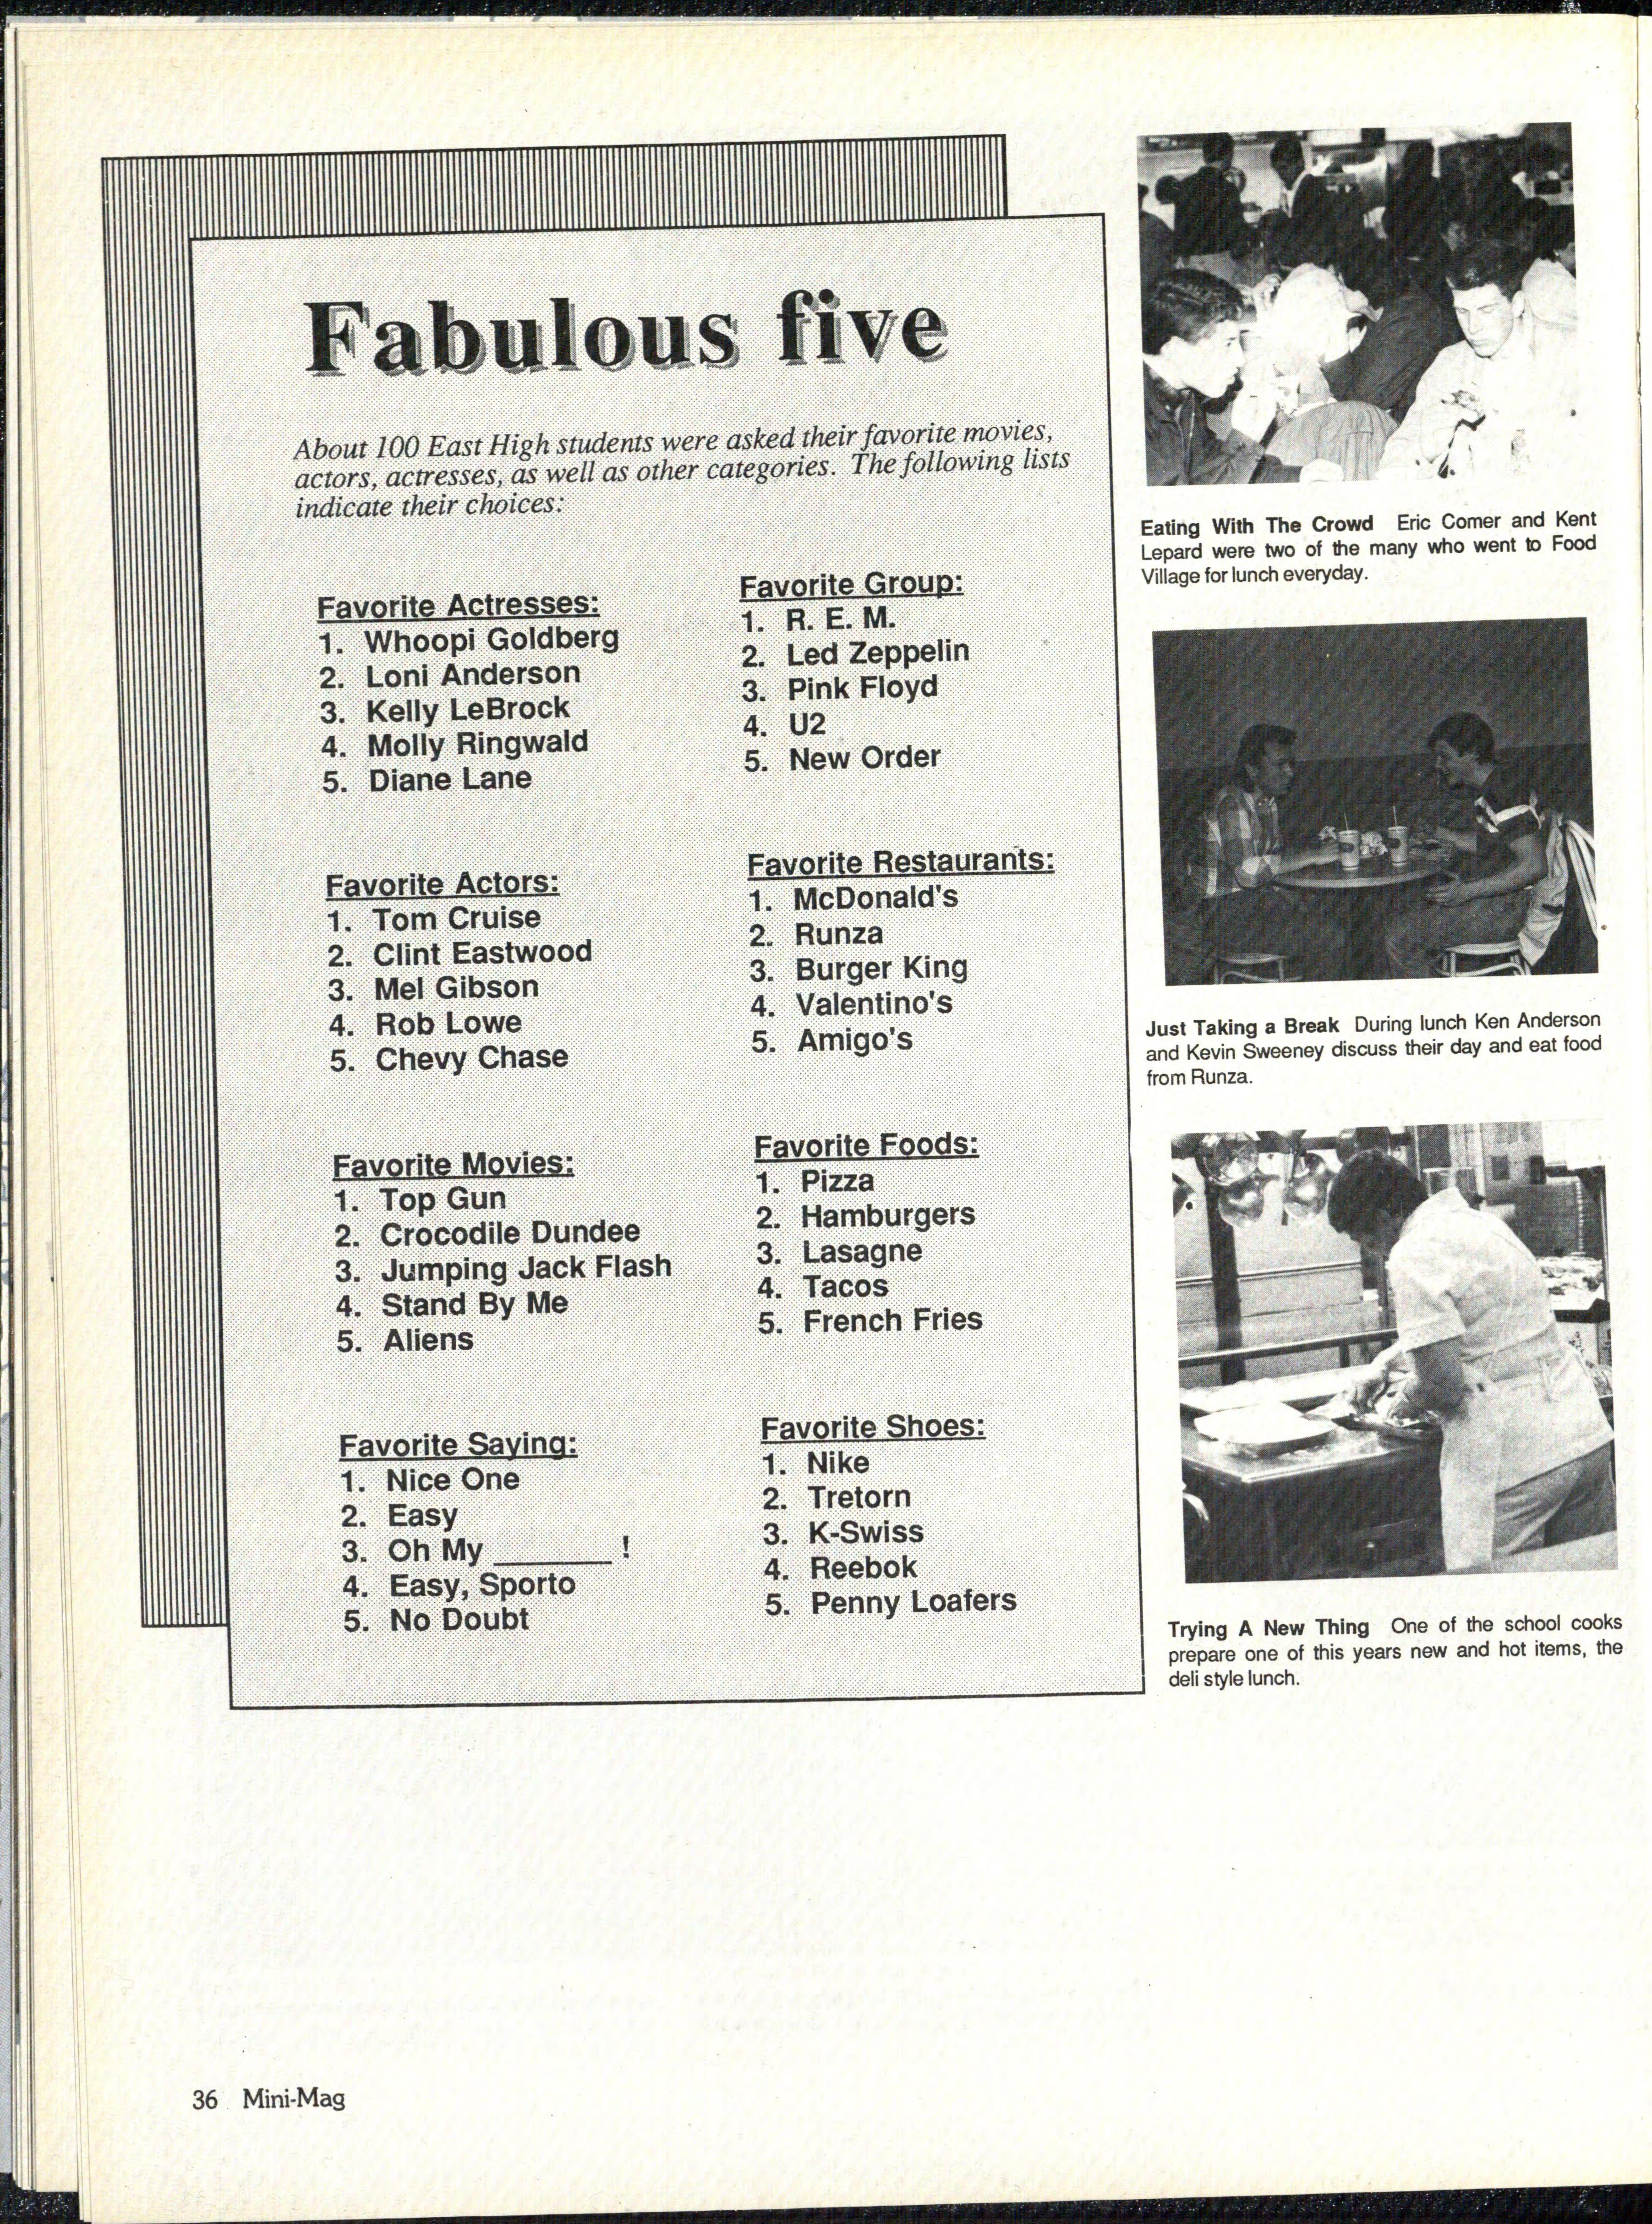 Fabulous five
About 100 East High students were asked their favorite movies,
actors, actresses, as well as other categories. The following lists
indicate their choices:
Favorite Actresses:
1. Whoopi Goldberg
2. Loni Anderson
3. Kelly LeBrock
4. Molly Ringwald
5. Diane Lane
Favorite Actors:
1. Tom Cruise
2. Clint Eastwood
3. Mel Gibson
4. Rob Lowe
5. Chevy Chase
Favorite Movies:
1. Top Gun
2. Crocodile Dundee
3. Jumping Jack Flash
4. Stand By Me
5. Aliens
Favorite Saying:
1. Nice One
2. Easy
3. Oh My ________ !
4. Easy, Sporto
5. No Doubt
Favorite Group:
1. R. E. M.
2. Led Zeppelin
3. Pink Floyd
4. U2
5. New Order
Favorite Restaurants:
1. McDonald's
2. Runza
3. Burger King
4. Valentino's
5. Amigo's
Favorite Foods:
1. Pizza
2. Hamburgers
3. Lasagne
4. Tacos
5. French Fries
Favorite Shoes:
1. Nike
2. Tretorn
3. K-Swiss
4. Reebok
5. Penny Loafers
Eating With The Crowd Eric Comer and Kent
Lepard were two of the many who went to Food
Village for lunch everyday.
Just Taking a Break During lunch Ken Anderson
and Kevin Sweeney discuss their day and eat food
from Runza.
Trying A New Thing One of the school cooks
prepare one of this years new and hot items, the
deli style lunch.
36 Mini-Mag